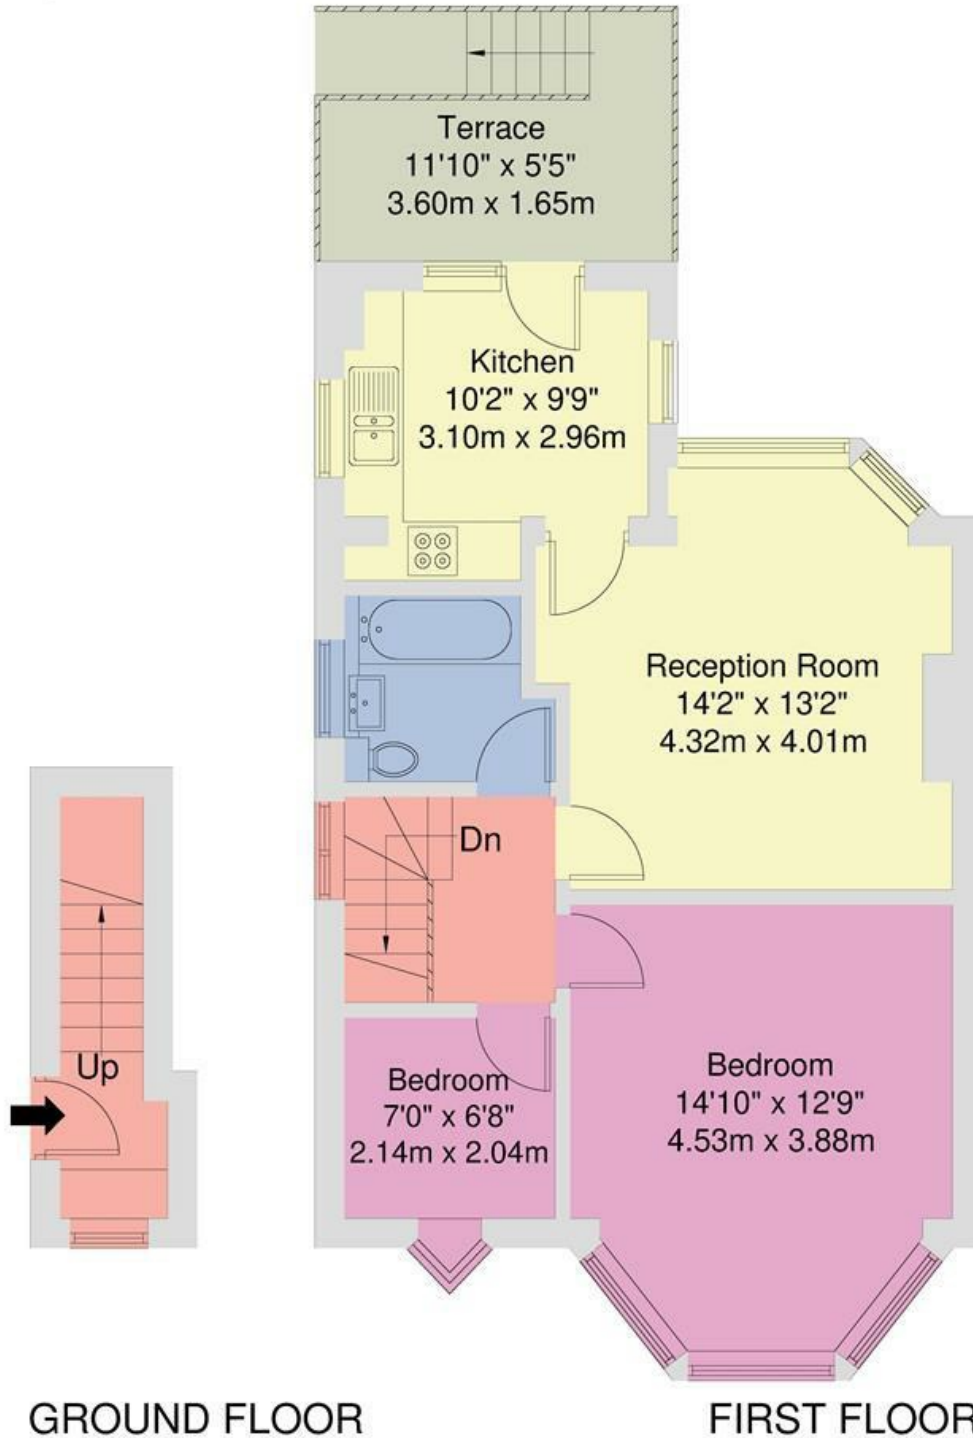 Terrace
11'10" x 5'5"
3.60m x 1.65m
Kitchen
10'2" x 9'9"
3.10m x 2.96m
Reception Room
14'2" x 13'2"
4.32m x 4.01m
Dn
Up
Bedroom
7'0" x 6'8"
2.14m x 2.04m
Bedroom
14'10" x 12'9"
4.53m x 3.88m
GROUND FLOOR
FIRST FLOOR